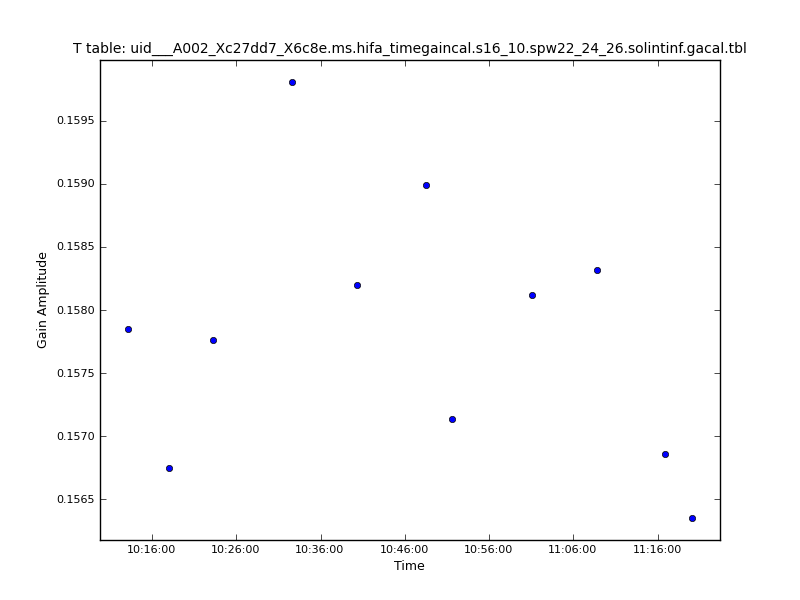 T table: uid___A002_Xc27dd7_X6c8e.ms.hifa_timegaincal.s16_10.spw22_24_26.solintinf.gacal.tbl
0.1595
0.1590
0.1585
0.1580
0.1575
0.1570
0.1565
Gain Amplitude
10:16:00 10:26:00 10:36:00 10:46:00 10:56:00 11:06:00 11:16:00
Time